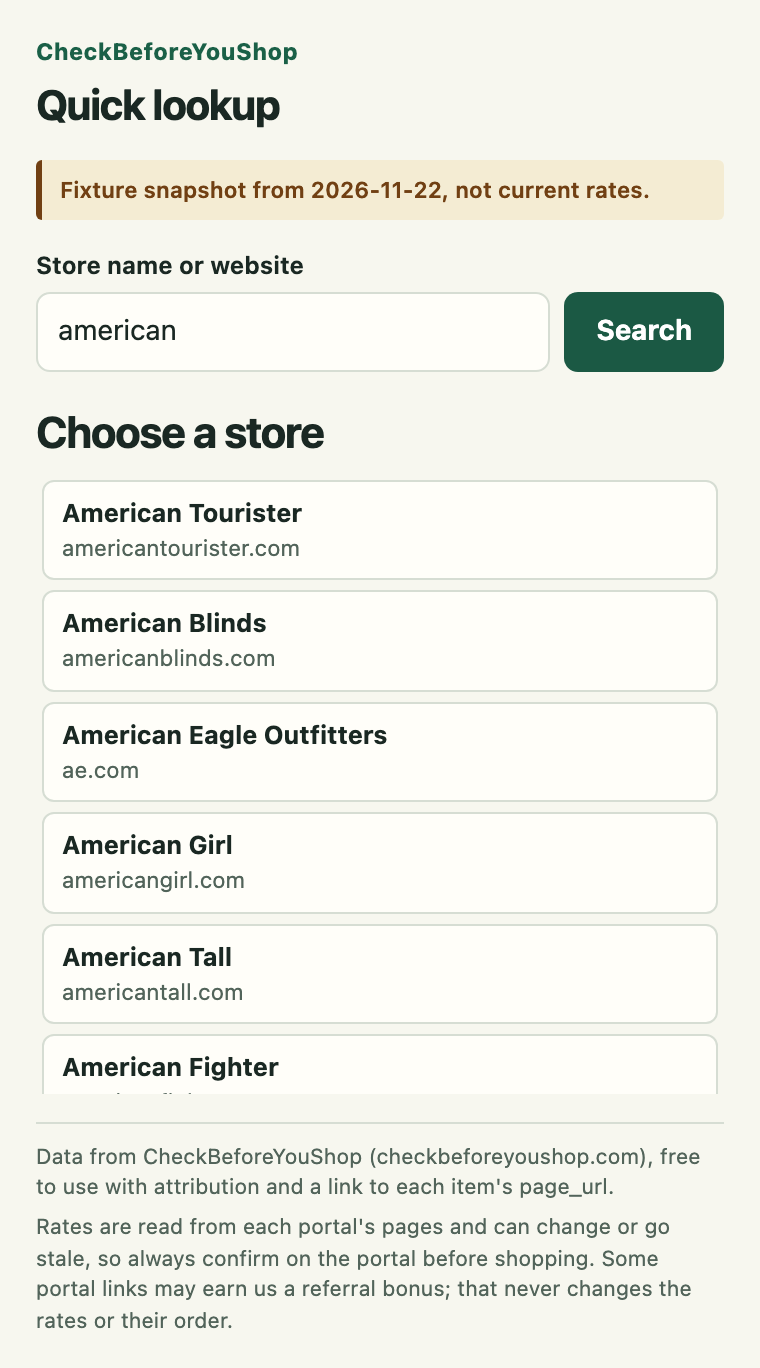 CheckBeforeYouShop
Quick lookup
Fixture snapshot from 2026-11-22, not current rates.
Store name or website
american
Search
Choose a store
American Tourister
americantourister.com
American Blinds
americanblinds.com
American Eagle Outfitters
ae.com
American Girl
americangirl.com
American Tall
americantall.com
American Fighter
Data from CheckBeforeYouShop (checkbeforeyoushop.com), free
to use with attribution and a link to each item's page_url.
Rates are read from each portal's pages and can change or go
stale, so always confirm on the portal before shopping. Some
portal links may earn us a referral bonus; that never changes the
rates or their order.